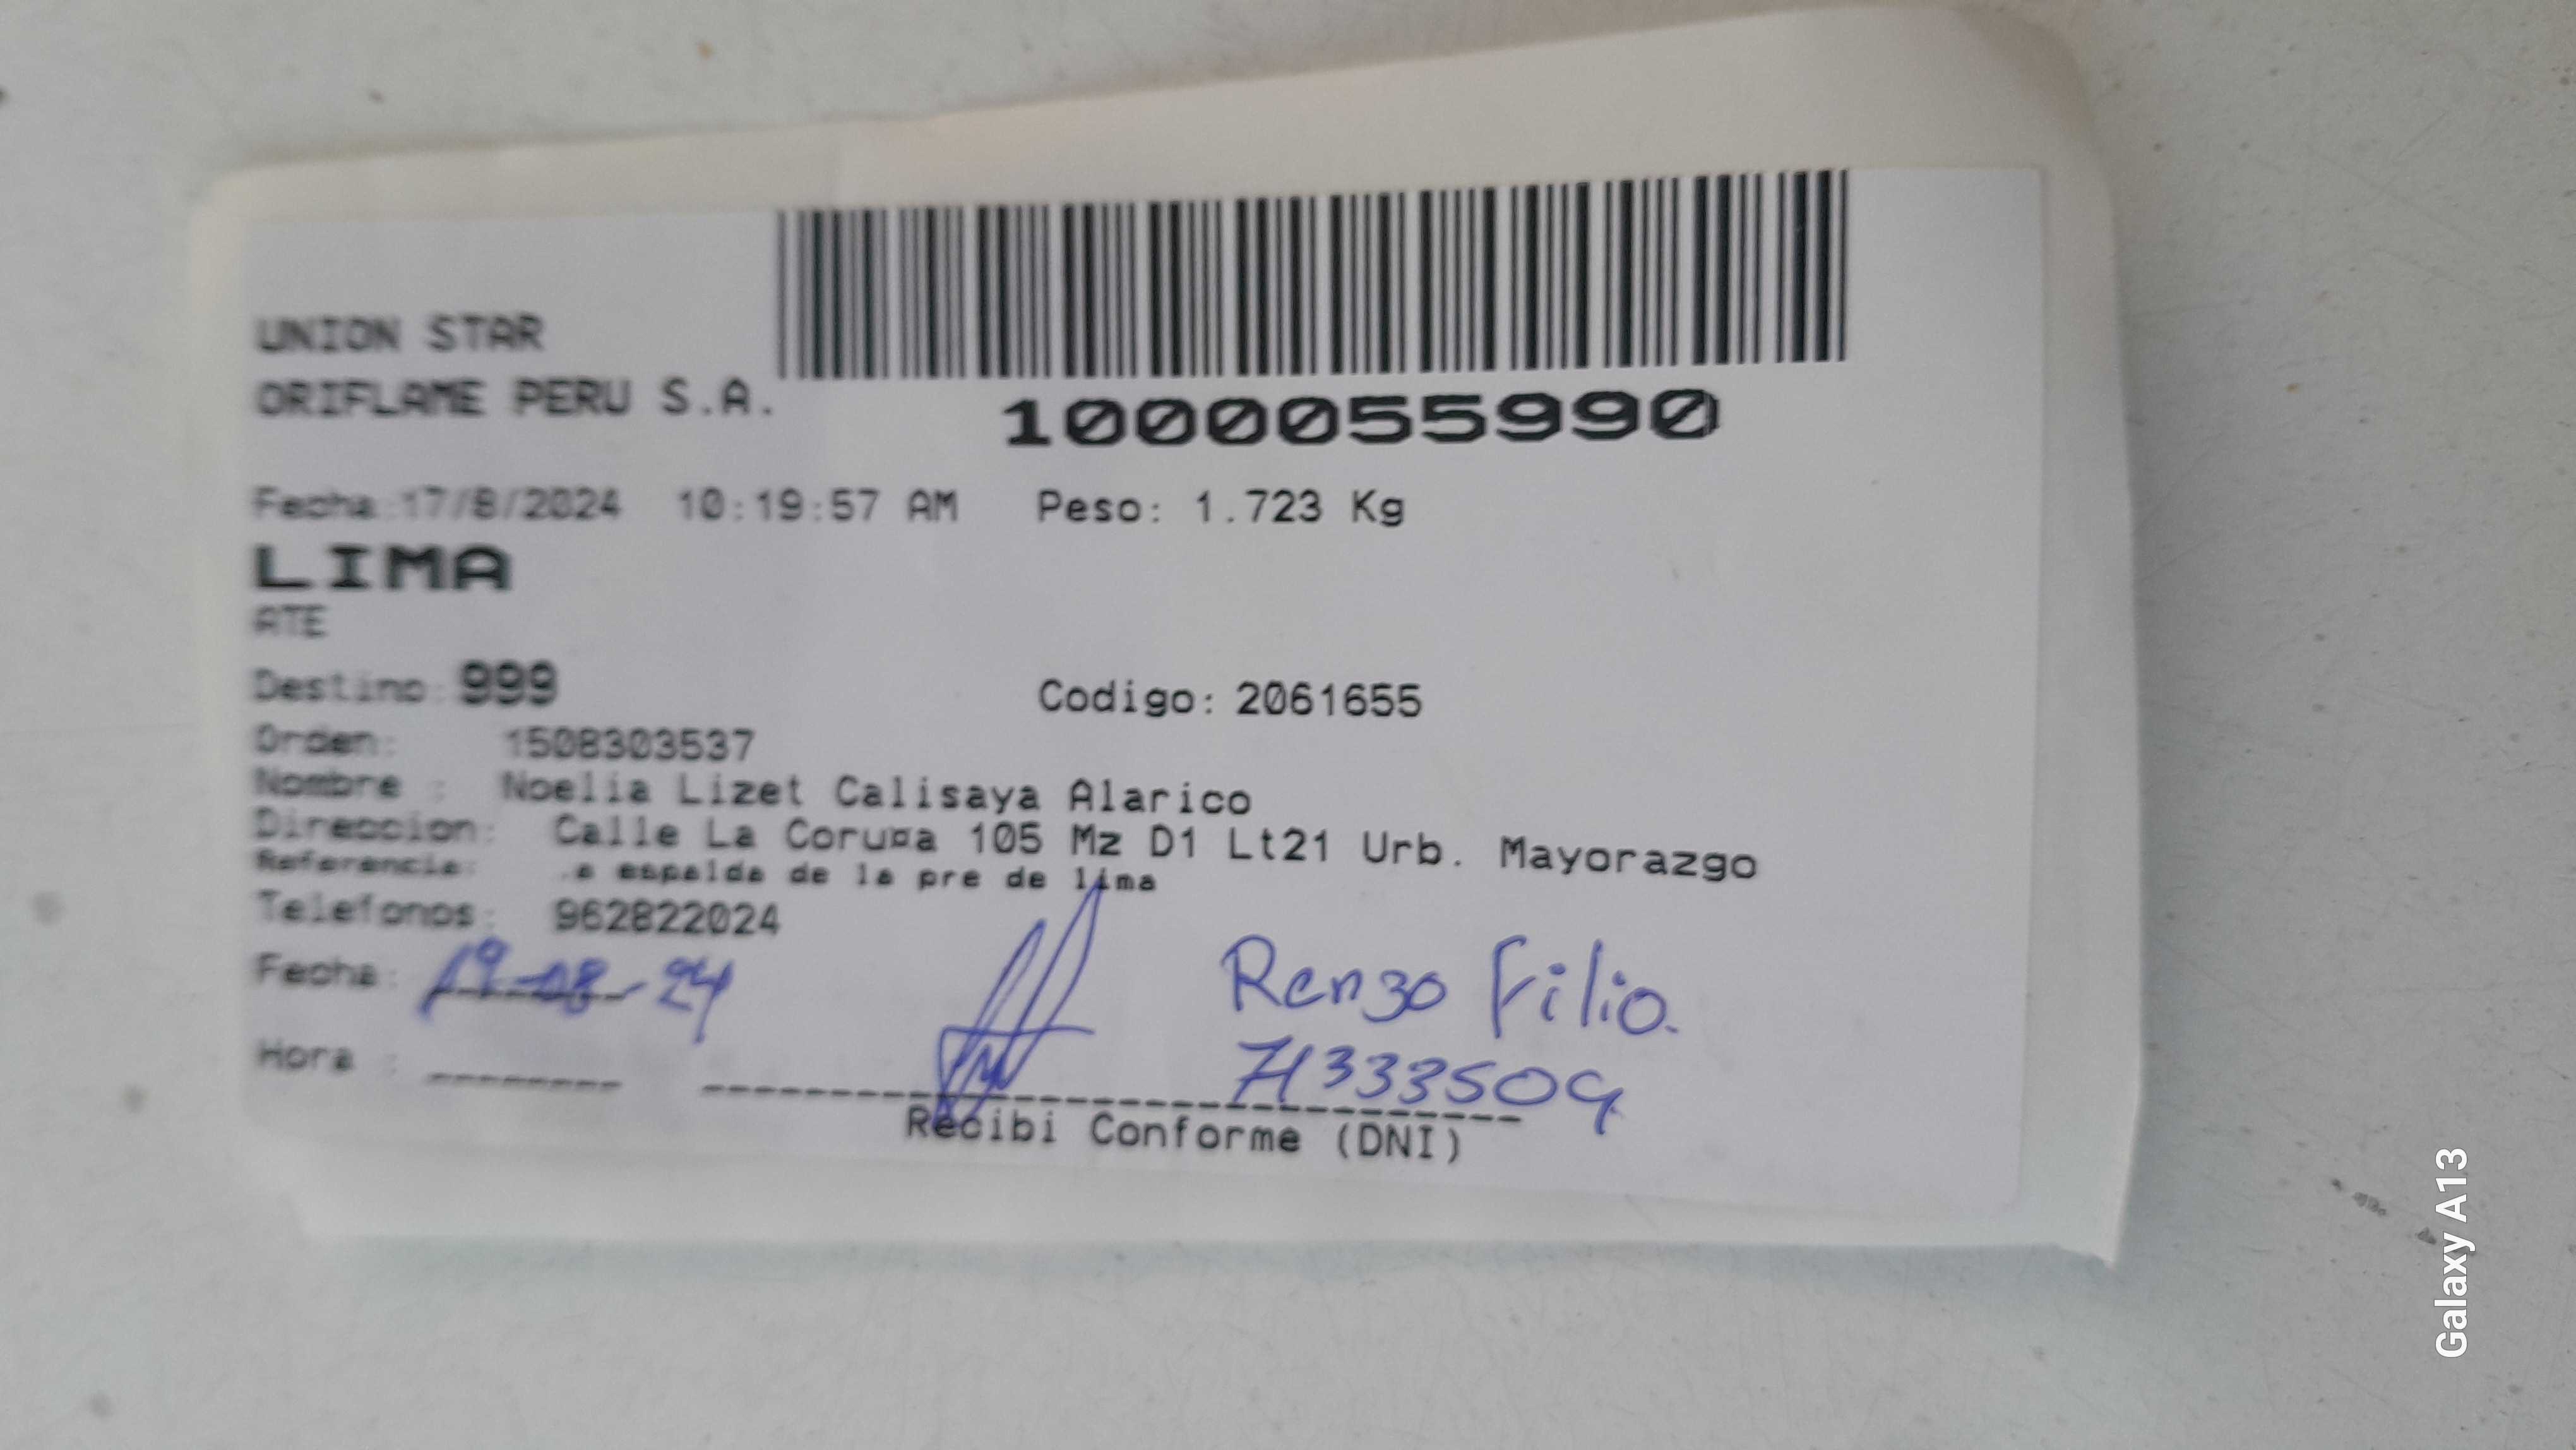 UNION STAR
ORIFLAME PERU S.A.
1000055990
Fecha:17/8/2024 10:19:57 AM Peso: 1.723 Kg
LIMA
ATE
Destino: 999 Codigo: 2061655
Orden: 1508303537
Nombre : Noelia Lizet Calisaya Alarico
Direccion: Calle La Coruña 105 Mz D1 Lt21 Urb. Mayorazgo
Referencia: .a espalda de la pre de lima
Telefonos: 962822024
Fecha: 19-08-24 Renzo Filio.
Hora : 71333509
Recibi Conforme (DNI)
Galaxy A13